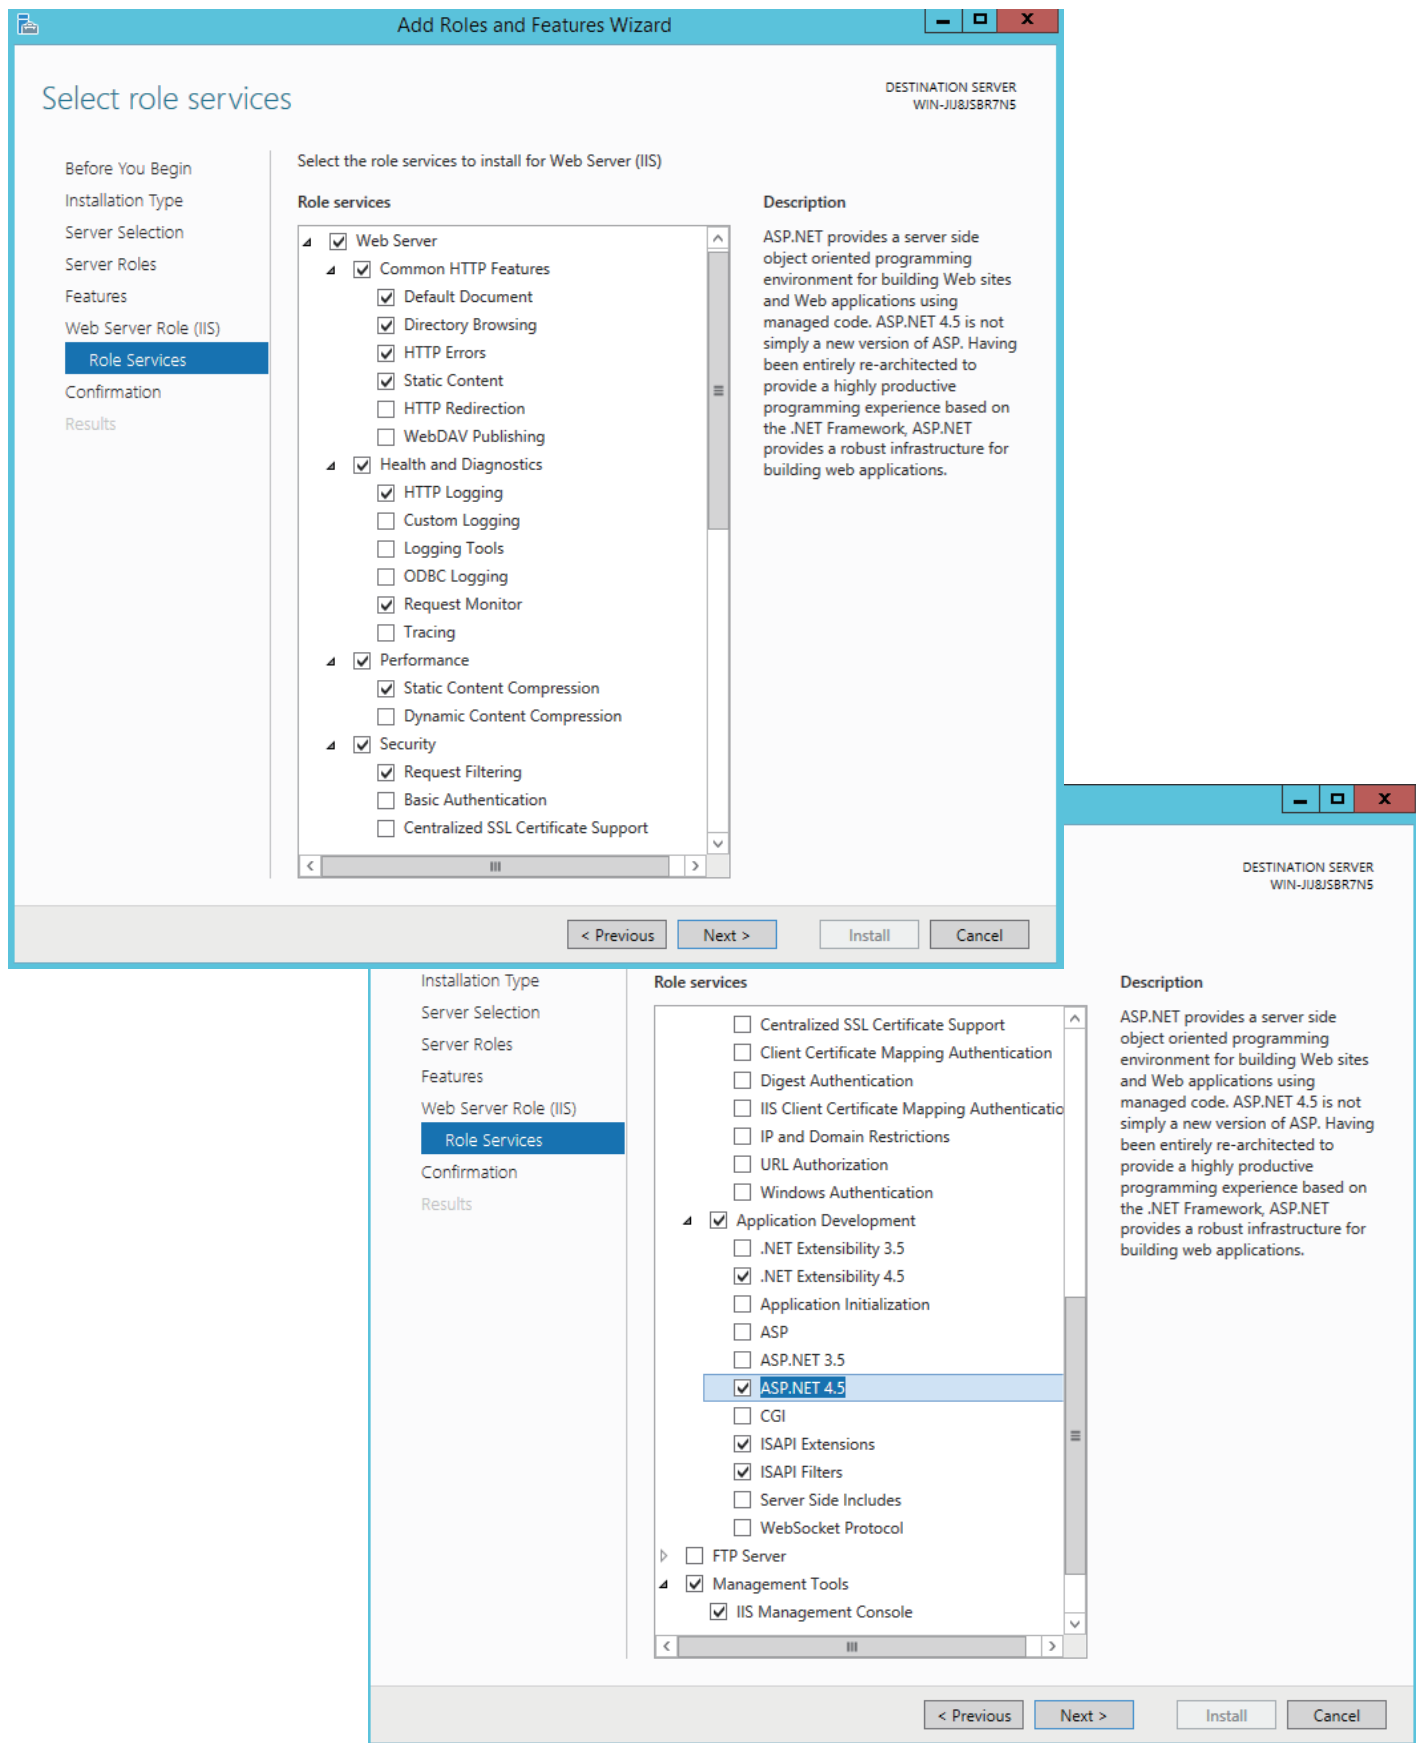 Add Roles and Features Wizard
Select role services
DESTINATION SERVER
WIN-JIJ8JSBR7N5
Before You Begin
Installation Type
Server Selection
Server Roles
Features
Web Server Role (IIS)
Role Services
Confirmation
Results
Select the role services to install for Web Server (IIS)
Role services
Web Server
Common HTTP Features
Default Document
Directory Browsing
HTTP Errors
Static Content
HTTP Redirection
WebDAV Publishing
Health and Diagnostics
HTTP Logging
Custom Logging
Logging Tools
ODBC Logging
Request Monitor
Tracing
Performance
Static Content Compression
Dynamic Content Compression
Security
Request Filtering
Basic Authentication
Centralized SSL Certificate Support
Description
ASP.NET provides a server side
object oriented programming
environment for building Web sites
and Web applications using
managed code. ASP.NET 4.5 is not
simply a new version of ASP. Having
been entirely re-architected to
provide a highly productive
programming experience based on
the .NET Framework, ASP.NET
provides a robust infrastructure for
building web applications.
< Previous
Next >
Install
Cancel
DESTINATION SERVER
WIN-JIJ8JSBR7N5
Installation Type
Server Selection
Server Roles
Features
Web Server Role (IIS)
Role Services
Confirmation
Results
Role services
Centralized SSL Certificate Support
Client Certificate Mapping Authentication
Digest Authentication
IIS Client Certificate Mapping Authenticatio
IP and Domain Restrictions
URL Authorization
Windows Authentication
Application Development
.NET Extensibility 3.5
.NET Extensibility 4.5
Application Initialization
ASP
ASP.NET 3.5
ASP.NET 4.5
CGI
ISAPI Extensions
ISAPI Filters
Server Side Includes
WebSocket Protocol
FTP Server
Management Tools
IIS Management Console
Description
ASP.NET provides a server side
object oriented programming
environment for building Web sites
and Web applications using
managed code. ASP.NET 4.5 is not
simply a new version of ASP. Having
been entirely re-architected to
provide a highly productive
programming experience based on
the .NET Framework, ASP.NET
provides a robust infrastructure for
building web applications.
< Previous
Next >
Install
Cancel